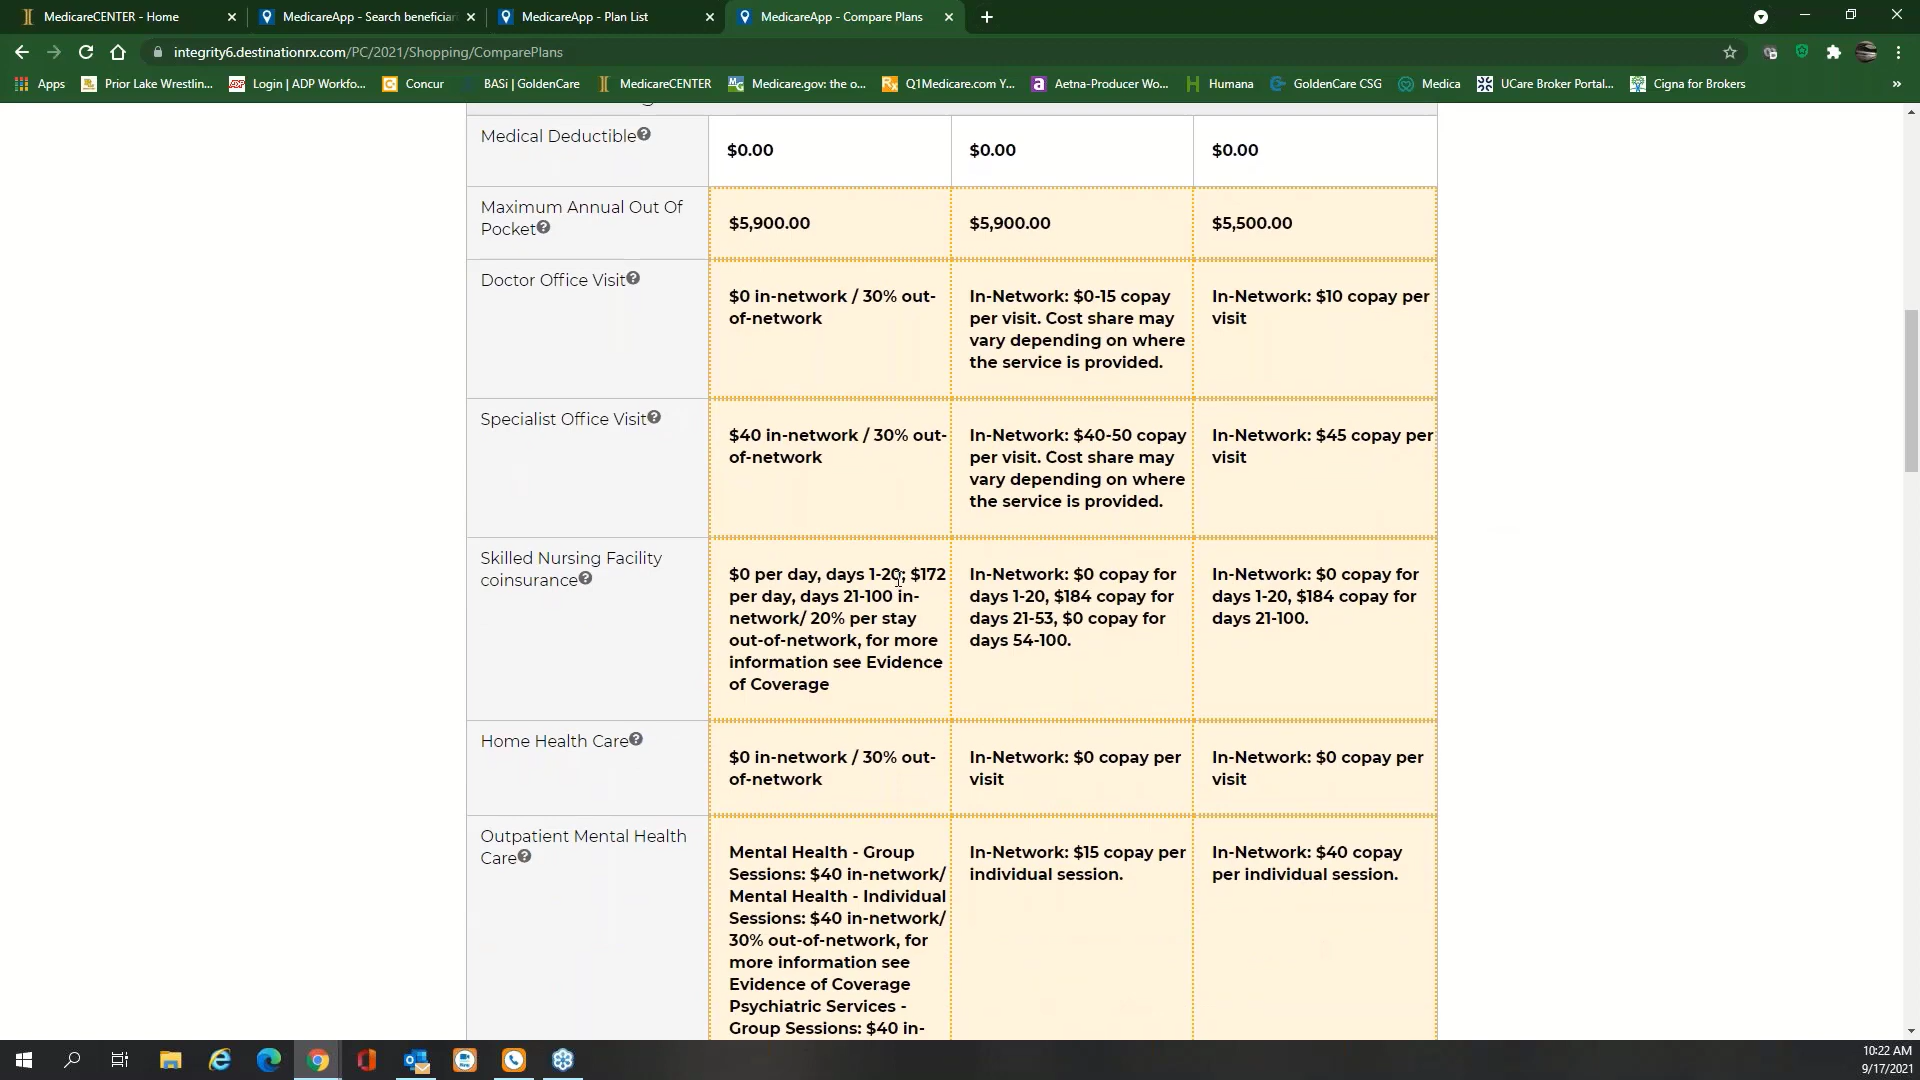 MedicareCENTER - Home
MedicareApp - Search beneficiar
MedicareApp - Plan List
MedicareApp - Compare Plans
integrity6.destinationrx.com/PC/2021/Shopping/ComparePlans
Apps
Prior Lake Wrestlin...
Login | ADP Workfo...
Concur
BASi | GoldenCare
MedicareCENTER
Medicare.gov: the o...
Q1Medicare.com Y...
Aetna-Producer Wo...
Humana
GoldenCare CSG
Medica
UCare Broker Portal...
Cigna for Brokers
»
Medical Deductible
$0.00
$0.00
$0.00
Maximum Annual Out Of
Pocket
$5,900.00
$5,900.00
$5,500.00
Doctor Office Visit
$0 in-network / 30% out-
of-network
In-Network: $0-15 copay
per visit. Cost share may
vary depending on where
the service is provided.
In-Network: $10 copay per
visit
Specialist Office Visit
$40 in-network / 30% out-
of-network
In-Network: $40-50 copay
per visit. Cost share may
vary depending on where
the service is provided.
In-Network: $45 copay per
visit
Skilled Nursing Facility
coinsurance
$0 per day, days 1-20; $172
per day, days 21-100 in-
network/ 20% per stay
out-of-network, for more
information see Evidence
of Coverage
In-Network: $0 copay for
days 1-20, $184 copay for
days 21-53, $0 copay for
days 54-100.
In-Network: $0 copay for
days 1-20, $184 copay for
days 21-100.
Home Health Care
$0 in-network / 30% out-
of-network
In-Network: $0 copay per
visit
In-Network: $0 copay per
visit
Outpatient Mental Health
Care
Mental Health - Group
Sessions: $40 in-network/
Mental Health - Individual
Sessions: $40 in-network/
30% out-of-network, for
more information see
Evidence of Coverage
Psychiatric Services -
Group Sessions: $40 in-
In-Network: $15 copay per
individual session.
In-Network: $40 copay
per individual session.
10:22 AM
9/17/2021